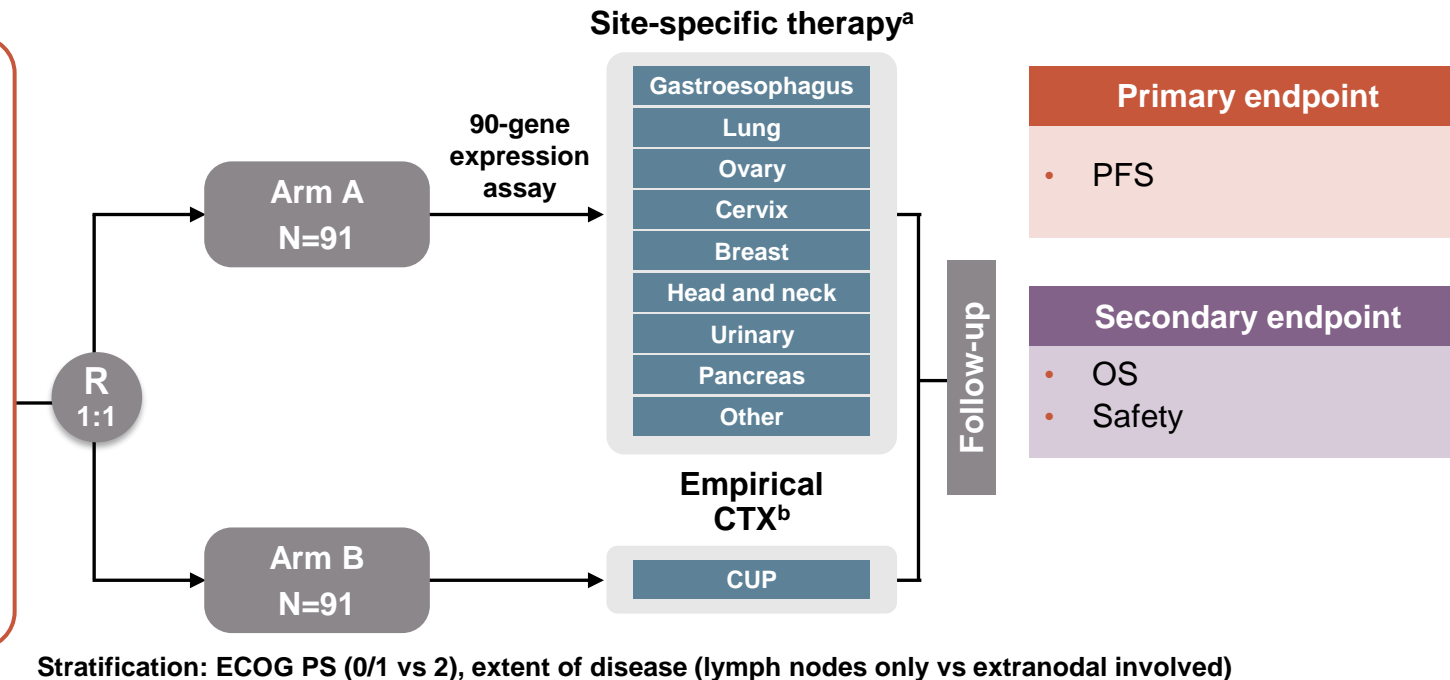 Site-specific therapyᵃ
Gastroesophagus
Lung
Ovary
Cervix
Breast
Head and neck
Urinary
Pancreas
Other
90-gene
expression
assay
Arm A
N=91
R
1:1
Arm B
N=91
Empirical
CTXᵇ
CUP
Follow-up
Primary endpoint
• PFS
Secondary endpoint
• OS
• Safety
Stratification: ECOG PS (0/1 vs 2), extent of disease (lymph nodes only vs extranodal involved)